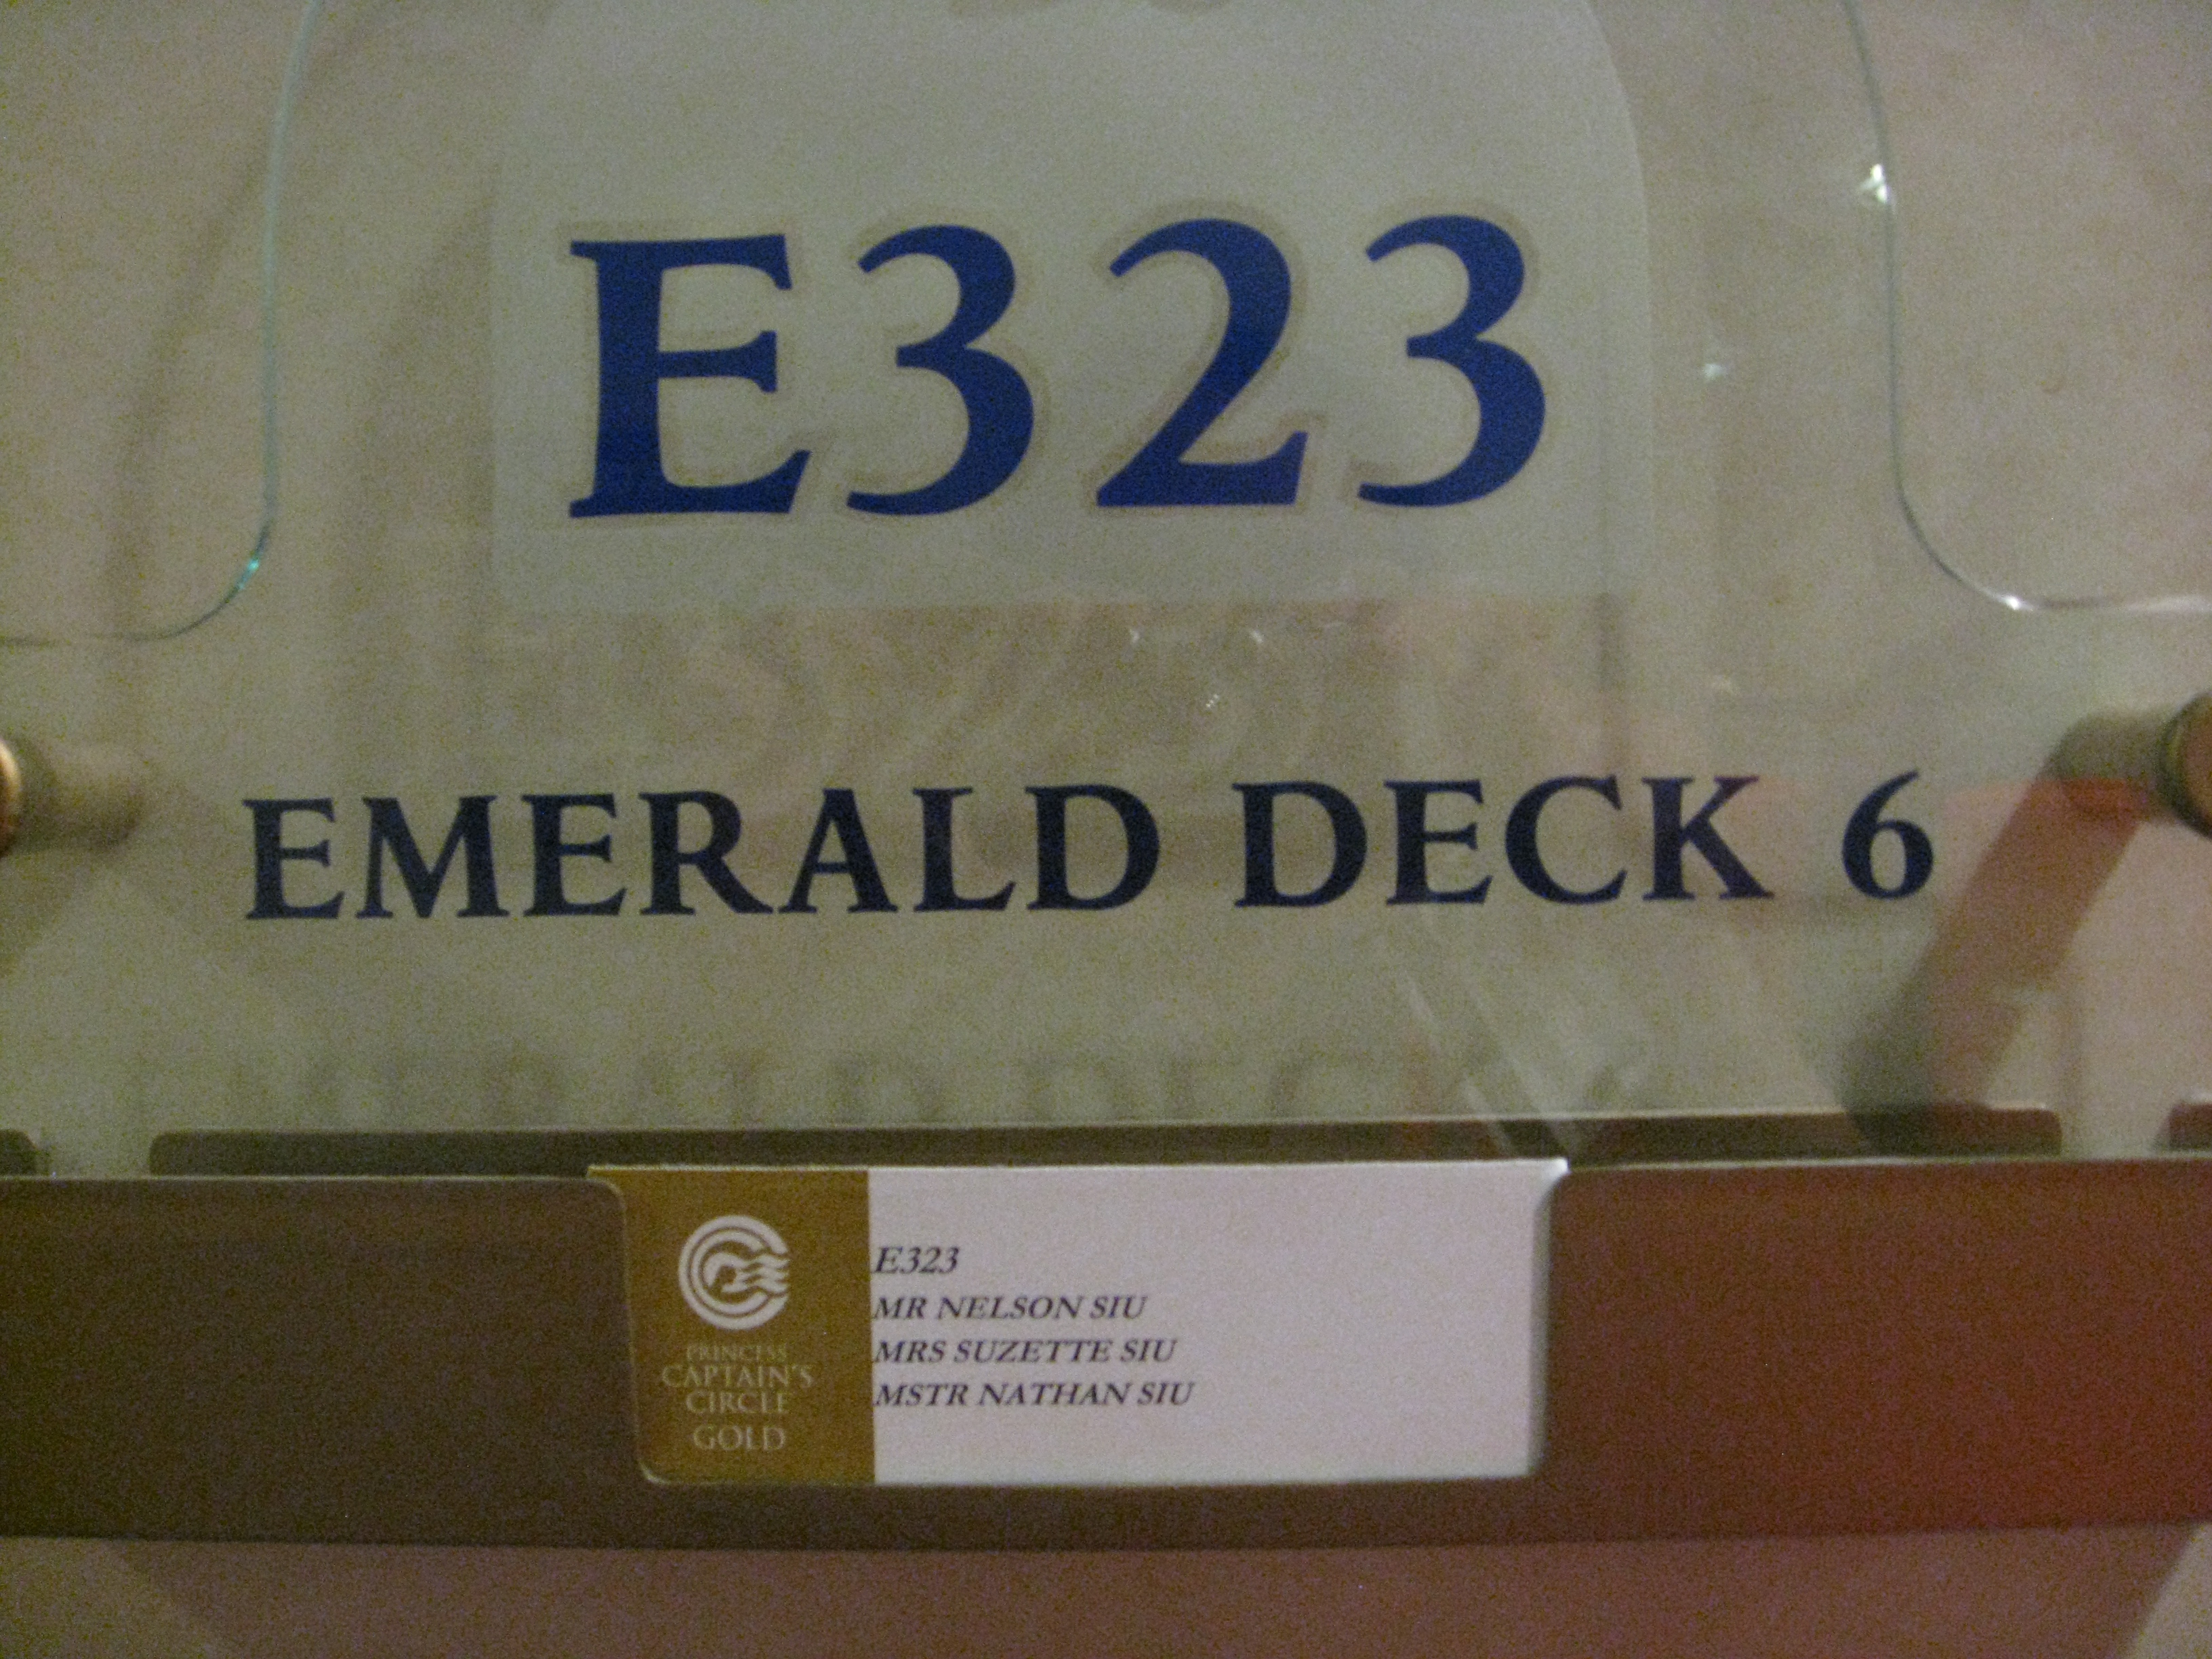 E323
EMERALD DECK 6
PRINCESS
CAPTAIN'S
CIRCLE
GOLD
E323
MR NELSON SIU
MRS SUZETTE SIU
MSTR NATHAN SIU